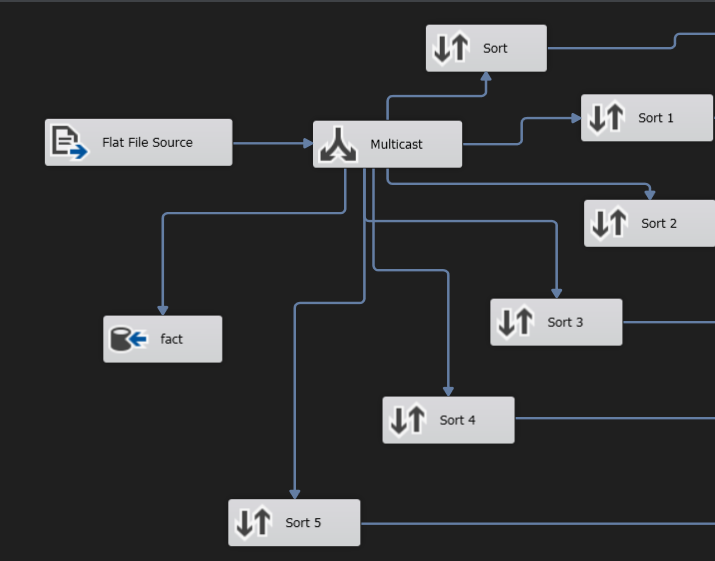 Sort
Sort 1
Flat File Source
Multicast
Sort 2
Sort 3
fact
Sort 4
Sort 5